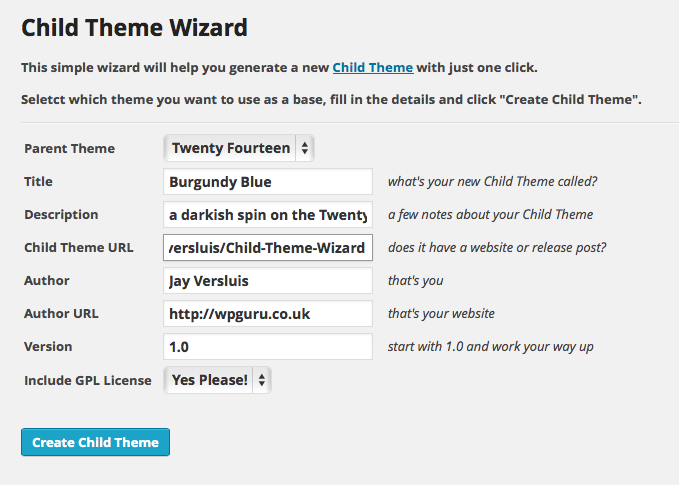 Child Theme Wizard
This simple wizard will help you generate a new Child Theme with just one click.
Seletct which theme you want to use as a base, fill in the details and click "Create Child Theme".
Parent Theme Twenty Fourteen
Title Burgundy Blue what's your new Child Theme called?
Description a darkish spin on the Twenty a few notes about your Child Theme
Child Theme URL versluis/Child-Theme-Wizard does it have a website or release post?
Author Jay Versluis that's you
Author URL http://wpguru.co.uk that's your website
Version 1.0 start with 1.0 and work your way up
Include GPL License Yes Please!
Create Child Theme